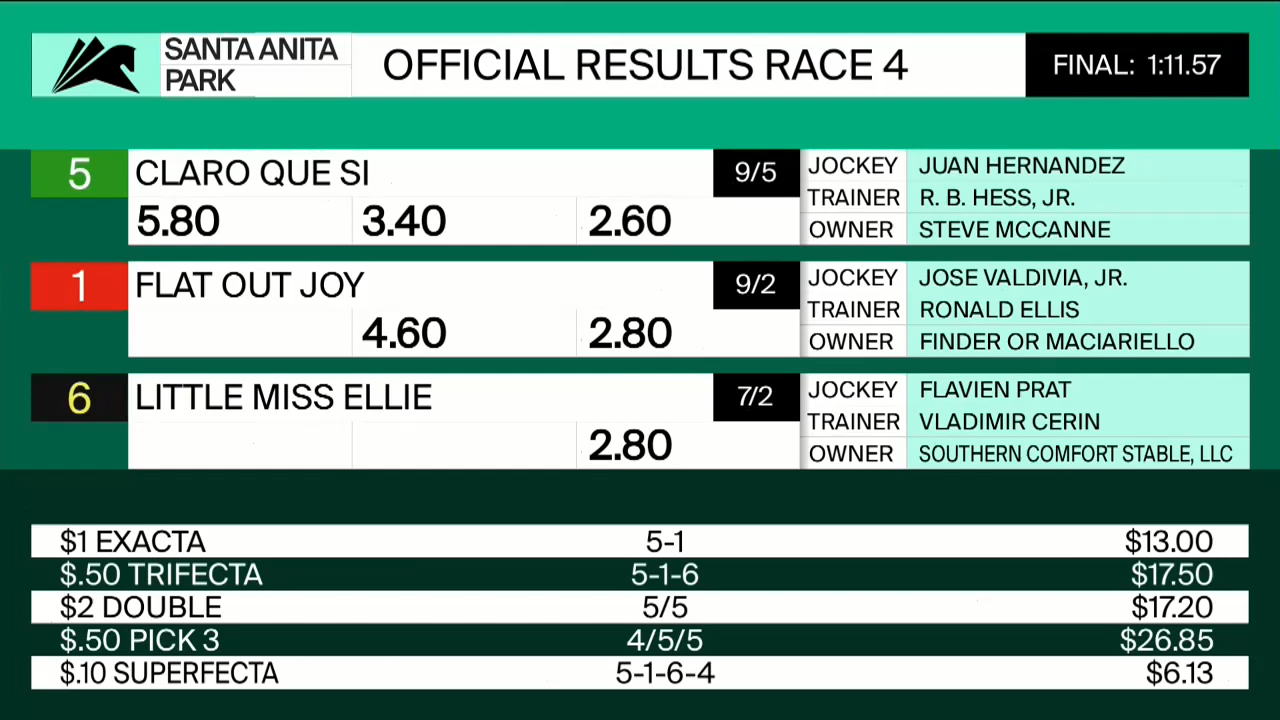 SANTA ANITA
PARK
OFFICIAL RESULTS RACE 4
FINAL: 1:11.57
5 CLARO QUE SI 9/5
5.80 3.40 2.60
JOCKEY JUAN HERNANDEZ
TRAINER R. B. HESS, JR.
OWNER STEVE MCCANNE
1 FLAT OUT JOY 9/2
4.60 2.80
JOCKEY JOSE VALDIVIA, JR.
TRAINER RONALD ELLIS
OWNER FINDER OR MACIARIELLO
6 LITTLE MISS ELLIE 7/2
2.80
JOCKEY FLAVIEN PRAT
TRAINER VLADIMIR CERIN
OWNER SOUTHERN COMFORT STABLE, LLC
$1 EXACTA 5-1 $13.00
$.50 TRIFECTA 5-1-6 $17.50
$2 DOUBLE 5/5 $17.20
$.50 PICK 3 4/5/5 $26.85
$.10 SUPERFECTA 5-1-6-4 $6.13